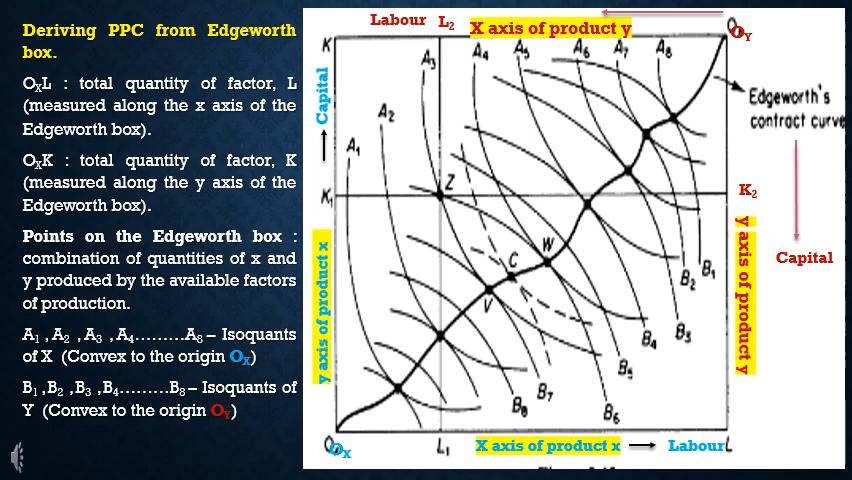 Deriving PPC from Edgeworth
box.
OXL : total quantity of factor, L
(measured along the x axis of the
Edgeworth box).
OXK : total quantity of factor, K
(measured along the y axis of the
Edgeworth box).
Points on the Edgeworth box :
combination of quantities of x and
y produced by the available factors
of production.
A1 , A2 , A3 , A4………A8 – Isoquants
of X (Convex to the origin OX)
B1 , B2 , B3 , B4………B8 – Isoquants of
Y (Convex to the origin OY)
Labour L2 X axis of product y
OY
K
Capital
A1
A2
A3
A4
A5
A6
A7
A8
Edgeworth's
contract curve
K1
Z
K2
y axis of product x
y axis of product y
Capital
W
C
V
B1
B2
B3
B4
B5
B6
B7
B8
OX
L1
X axis of product x
Labour
L